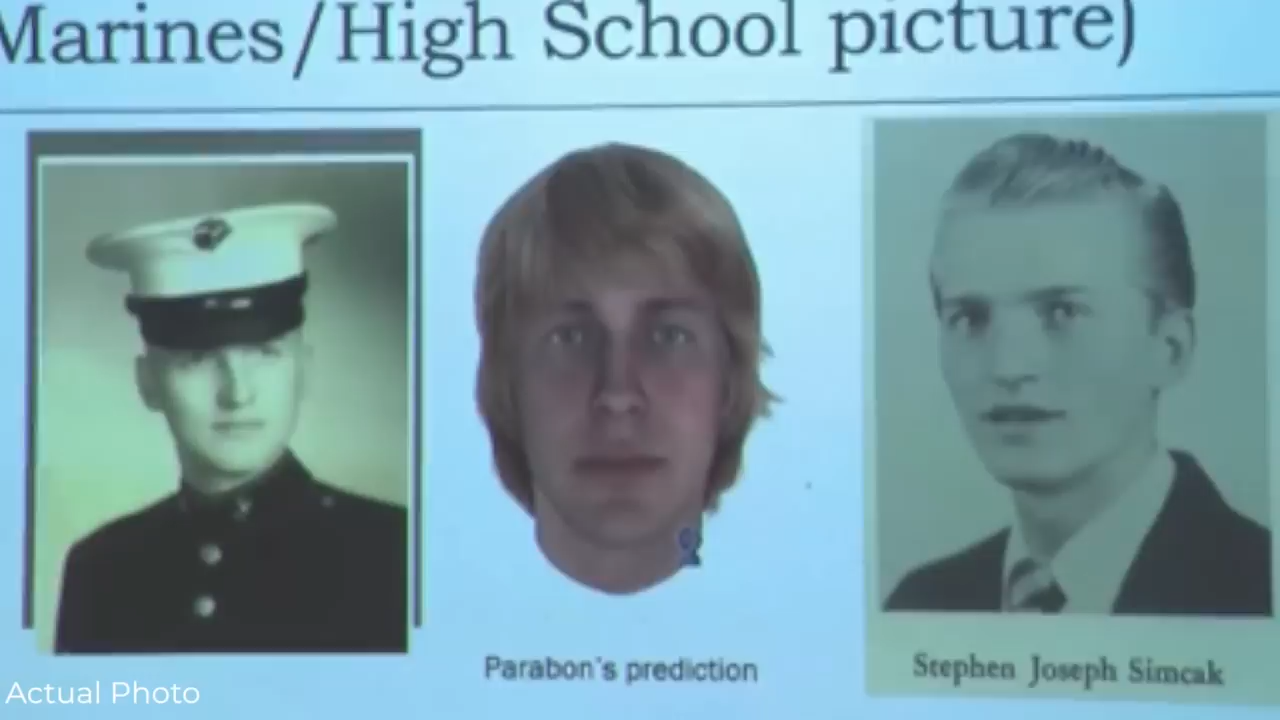 Marines/High School picture)
Parabon's prediction
Stephen Joseph Simcak
Actual Photo